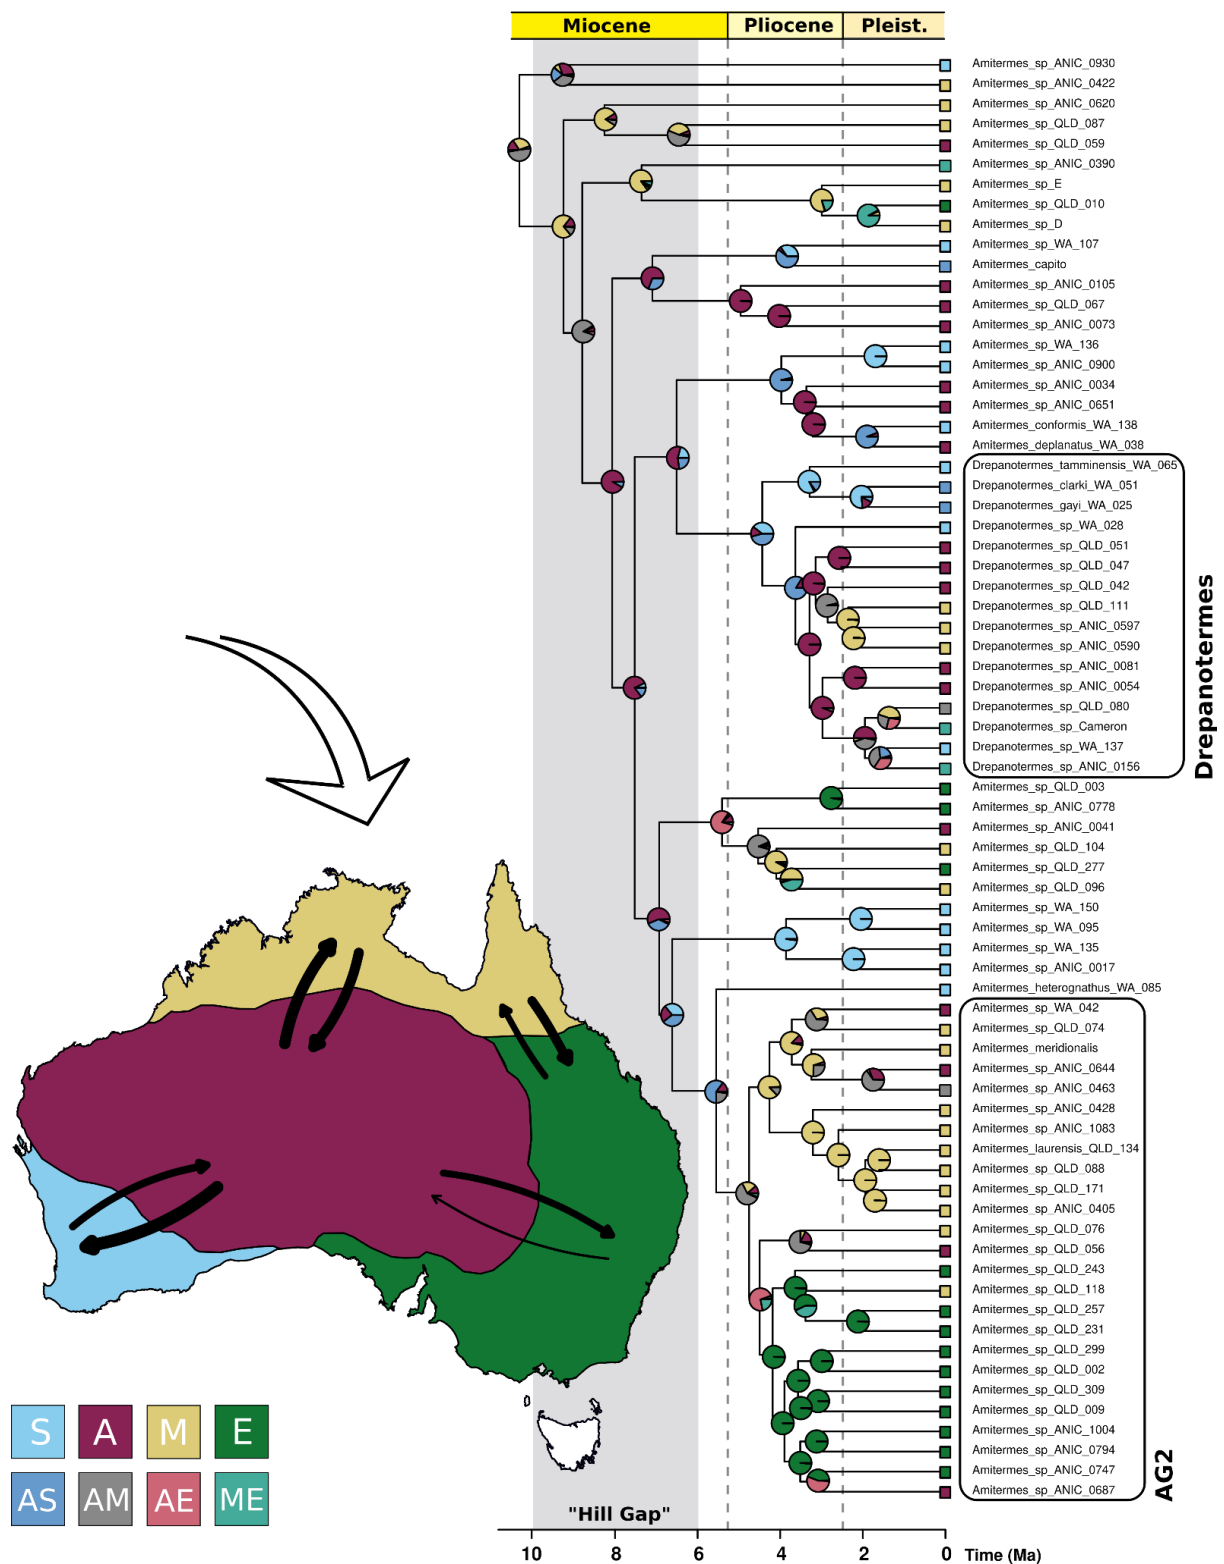 Miocene
Pliocene
Pleist.
Amitermes_sp_ANIC_0930
Amitermes_sp_ANIC_0422
Amitermes_sp_ANIC_0620
Amitermes_sp_QLD_087
Amitermes_sp_QLD_059
Amitermes_sp_ANIC_0390
Amitermes_sp_E
Amitermes_sp_QLD_010
Amitermes_sp_D
Amitermes_sp_WA_107
Amitermes_capito
Amitermes_sp_ANIC_0105
Amitermes_sp_QLD_067
Amitermes_sp_ANIC_0073
Amitermes_sp_WA_136
Amitermes_sp_ANIC_0900
Amitermes_sp_ANIC_0034
Amitermes_sp_ANIC_0651
Amitermes_conformis_WA_138
Amitermes_deplanatus_WA_038
Drepanotermes_tamminensis_WA_065
Drepanotermes_clarki_WA_051
Drepanotermes_gayi_WA_025
Drepanotermes_sp_WA_028
Drepanotermes_sp_QLD_051
Drepanotermes_sp_QLD_047
Drepanotermes_sp_QLD_042
Drepanotermes_sp_QLD_111
Drepanotermes_sp_ANIC_0597
Drepanotermes_sp_ANIC_0590
Drepanotermes_sp_ANIC_0081
Drepanotermes_sp_ANIC_0054
Drepanotermes_sp_QLD_080
Drepanotermes_sp_Cameron
Drepanotermes_sp_WA_137
Drepanotermes_sp_ANIC_0156
Drepanotermes
Amitermes_sp_QLD_003
Amitermes_sp_ANIC_0778
Amitermes_sp_ANIC_0041
Amitermes_sp_QLD_104
Amitermes_sp_QLD_277
Amitermes_sp_QLD_096
Amitermes_sp_WA_150
Amitermes_sp_WA_095
Amitermes_sp_WA_135
Amitermes_sp_ANIC_0017
Amitermes_heterognathus_WA_085
Amitermes_sp_WA_042
Amitermes_sp_QLD_074
Amitermes_meridionalis
Amitermes_sp_ANIC_0644
Amitermes_sp_ANIC_0463
Amitermes_sp_ANIC_0428
Amitermes_sp_ANIC_1083
Amitermes_laurensis_QLD_134
Amitermes_sp_QLD_088
Amitermes_sp_QLD_171
Amitermes_sp_ANIC_0405
Amitermes_sp_QLD_076
Amitermes_sp_QLD_056
Amitermes_sp_QLD_243
Amitermes_sp_QLD_118
Amitermes_sp_QLD_257
Amitermes_sp_QLD_231
Amitermes_sp_QLD_299
Amitermes_sp_QLD_002
Amitermes_sp_QLD_309
Amitermes_sp_QLD_009
Amitermes_sp_ANIC_1004
Amitermes_sp_ANIC_0794
Amitermes_sp_ANIC_0747
Amitermes_sp_ANIC_0687
AG2
S A M E
AS AM AE ME
"Hill Gap"
10 8 6 4 2 0 Time (Ma)